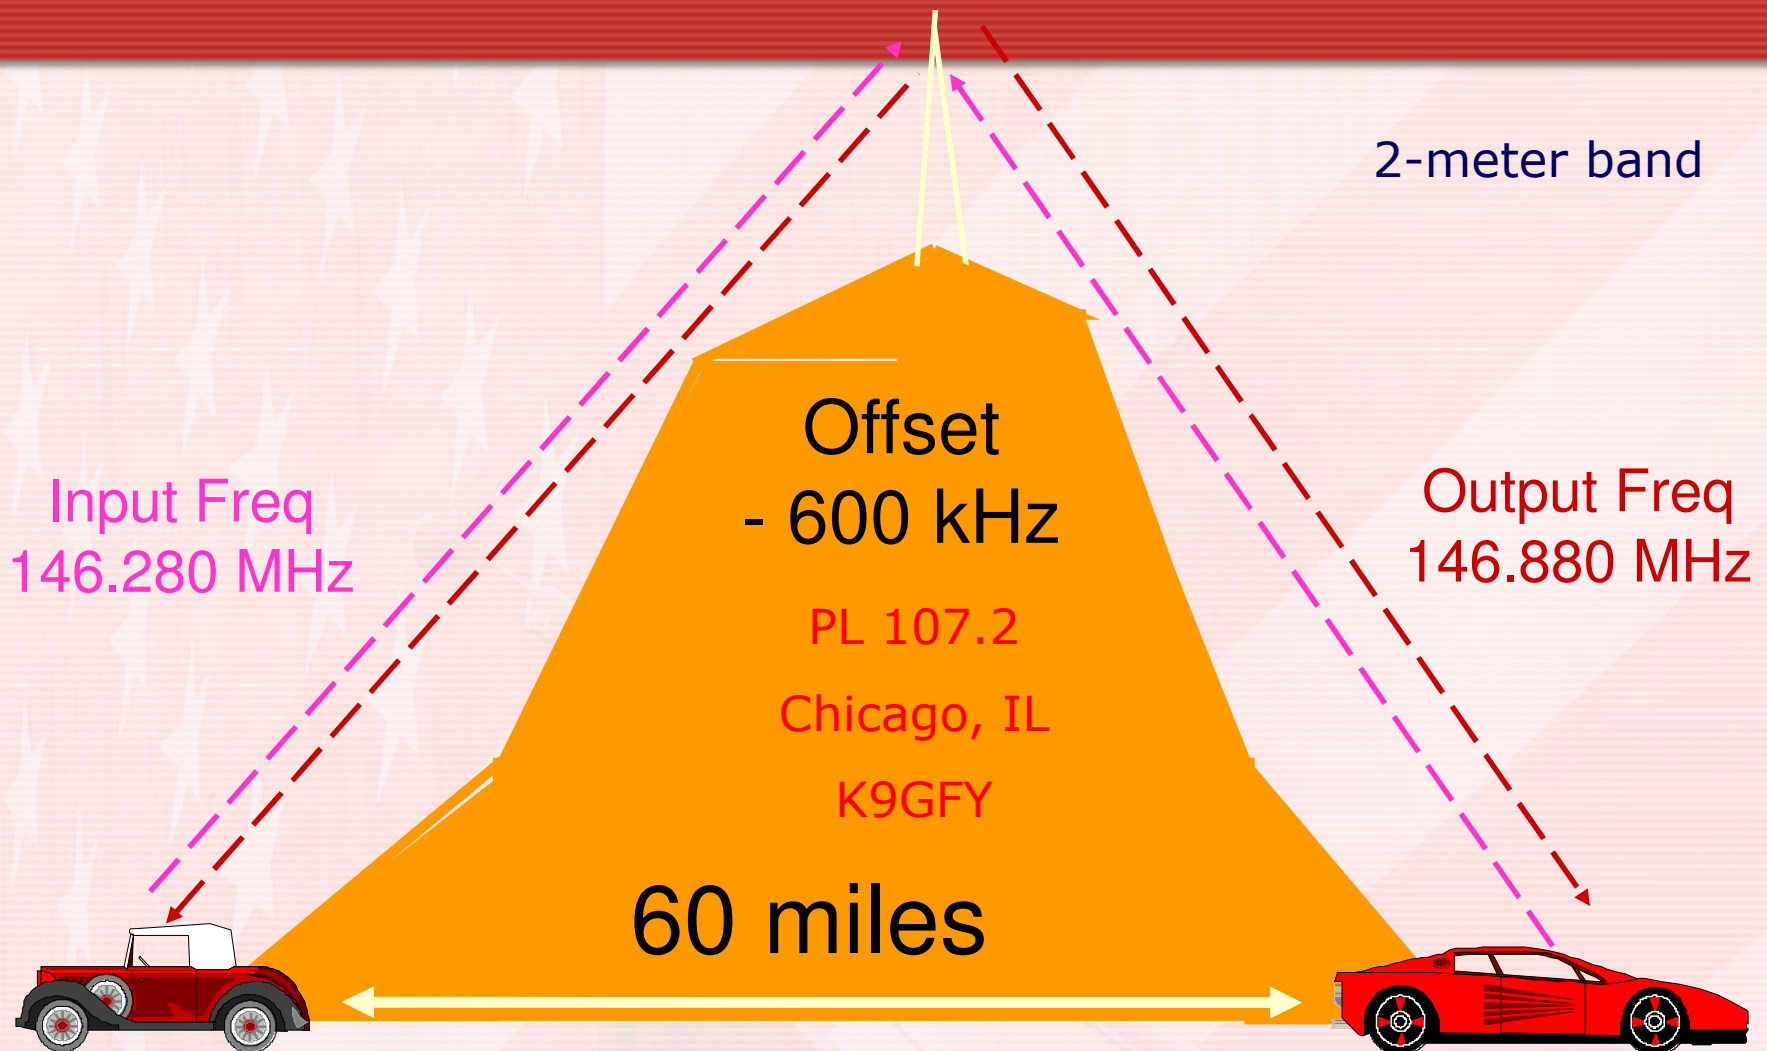 2-meter band
Input Freq
146.280 MHz
Offset
- 600 kHz
PL 107.2
Chicago, IL
K9GFY
60 miles
Output Freq
146.880 MHz